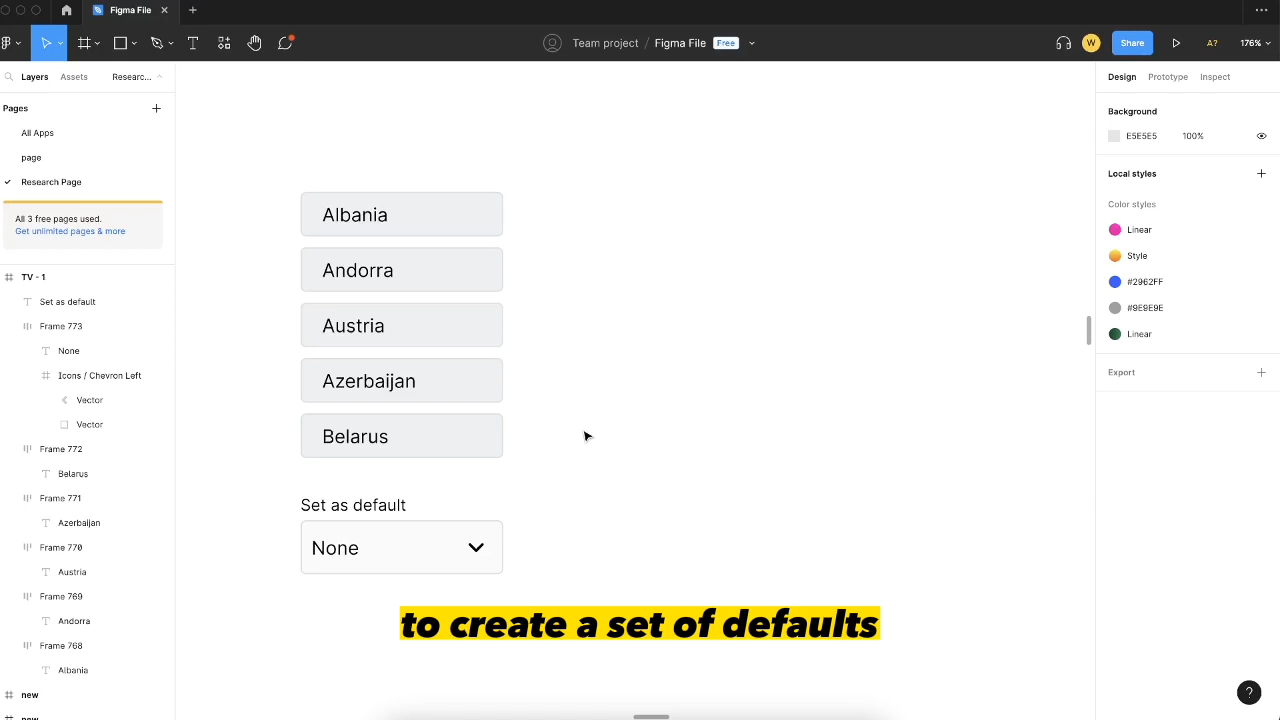 Figma File
Team project / Figma File Free
W
Share
A?
176%
Layers Assets Researc...
Pages
All Apps
page
Research Page
All 3 free pages used.
Get unlimited pages & more
TV - 1
Set as default
Frame 773
None
Icons / Chevron Left
Vector
Vector
Frame 772
Belarus
Frame 771
Azerbaijan
Frame 770
Austria
Frame 769
Andorra
Frame 768
Albania
new
Albania
Andorra
Austria
Azerbaijan
Belarus
Set as default
None
to create a set of defaults
Design Prototype Inspect
Background
E5E5E5 100%
Local styles
Color styles
Linear
Style
#2962FF
#9E9E9E
Linear
Export
?